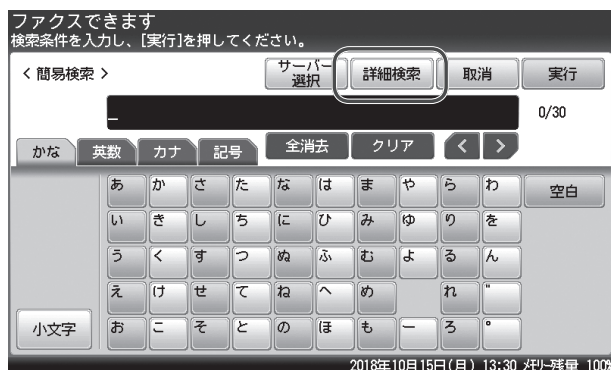 ファクスできます
検索条件を入力し、[実行]を押してください。
< 簡易検索 >
サーバー選択
詳細検索
取消
実行
0/30
かな
英数
カナ
記号
全消去
クリア
<
>
あ か さ た な は ま や ら わ
空白
い き し ち に ひ み ゆ り を
う く す つ ぬ ふ む よ る ん
え け せ て ね へ め れ ゛
小文字
お こ そ と の ほ も ー ろ ゜
2018年10月15日(月) 13:30 ﾒﾓﾘｰ残量 100%